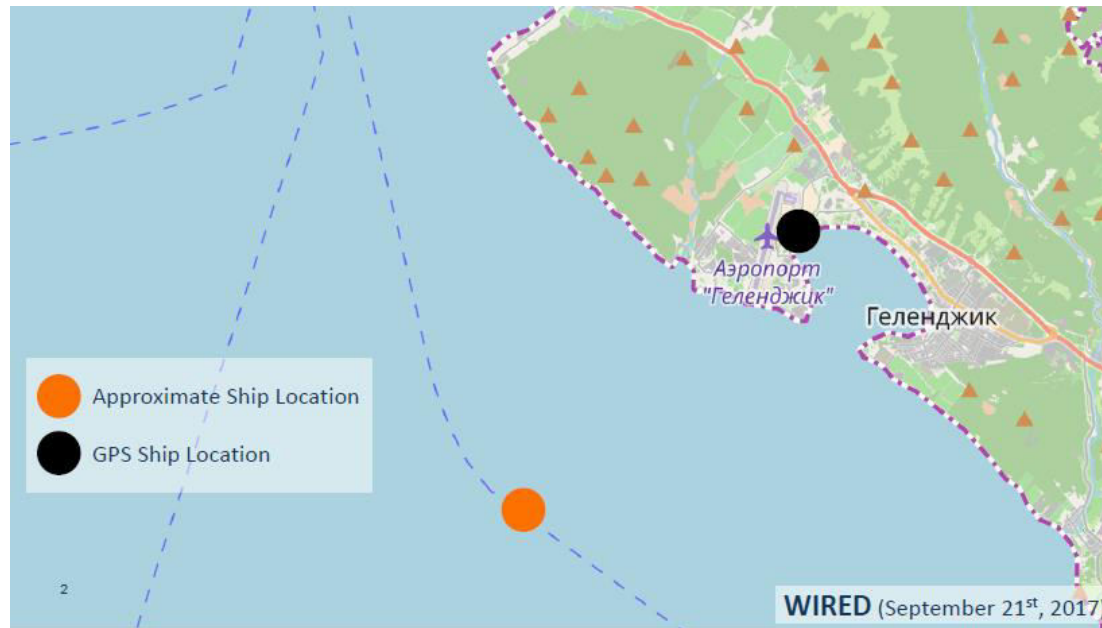 Аэропорт
"Геленджик"
Геленджик
Approximate Ship Location
GPS Ship Location
2
WIRED (September 21st, 2017)